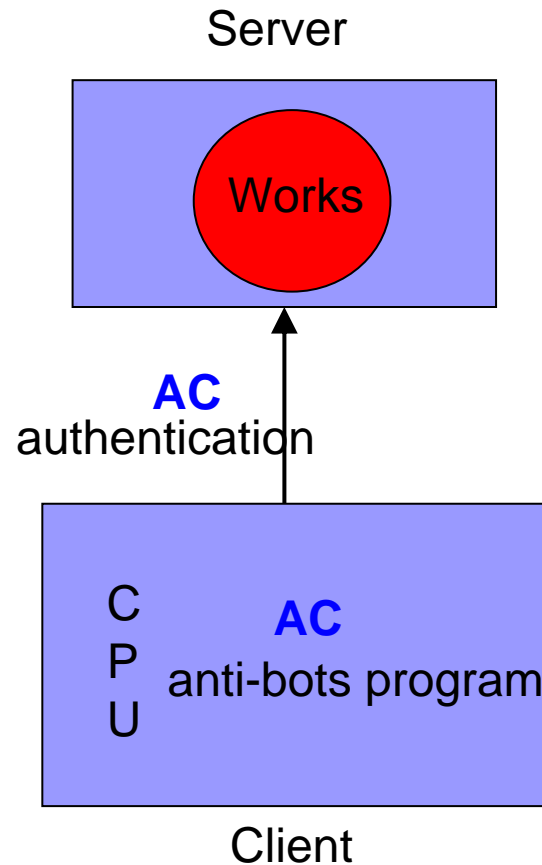 Server
Works
AC
authentication
C
P
U
AC
anti-bots program
Client